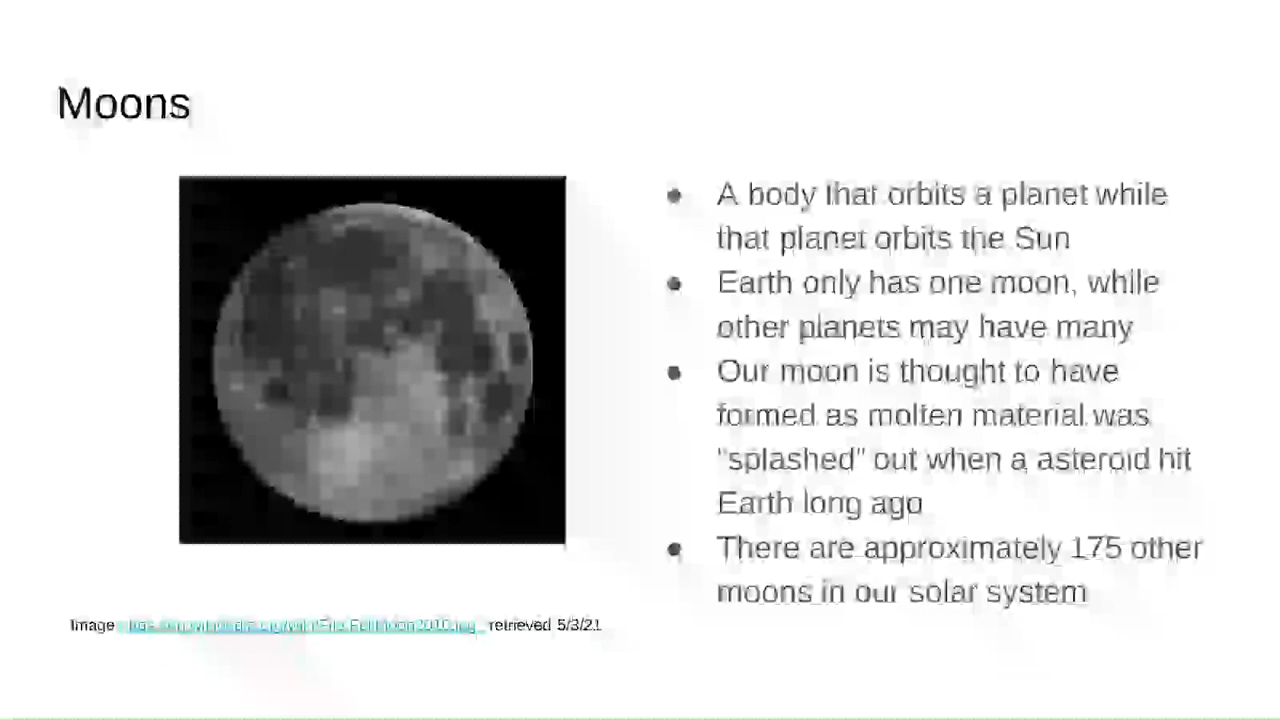 Moons
A body that orbits a planet while
that planet orbits the Sun
Earth only has one moon, while
other planets may have many
Our moon is thought to have
formed as molten material was
"splashed" out when a asteroid hit
Earth long ago
There are approximately 175 other
moons in our solar system
Image retrieved 5/3/21